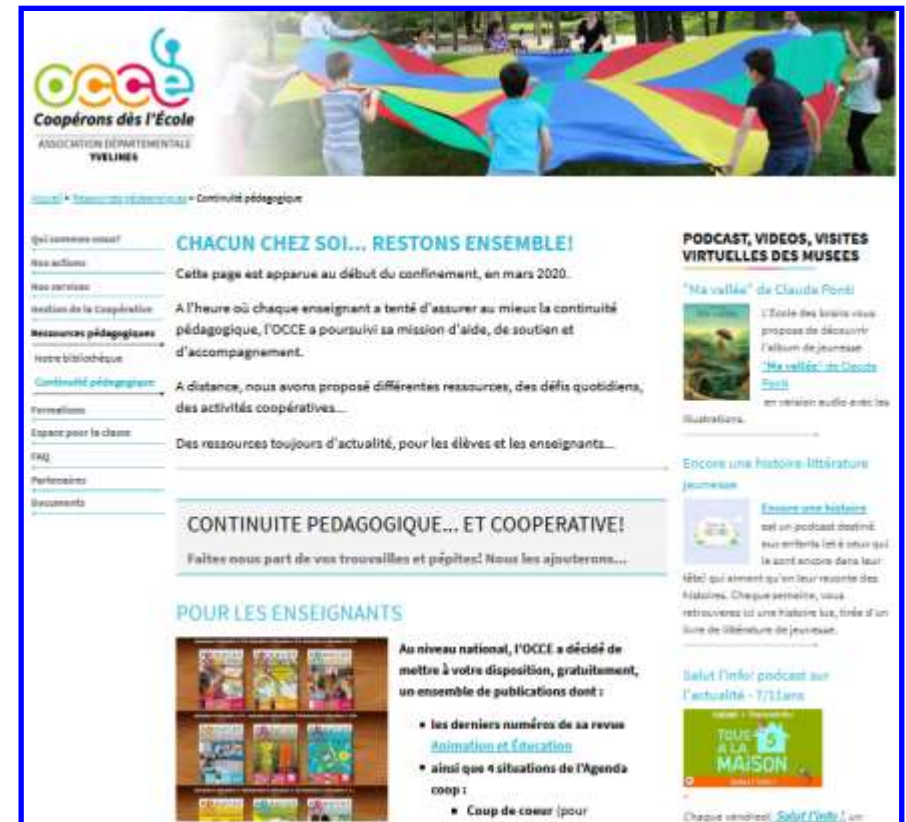 occe
Coopérons dès l'École
ASSOCIATION DÉPARTEMENTALE
YVELINES
Accueil > Ressources pédagogiques > Continuité pédagogique
Qui sommes-nous?
Nos actions
Nos services
Gestion de la Coopérative
Ressources pédagogiques
Notre bibliothèque
Continuité pédagogique
Formations
Espace pour la classe
FAQ
Partenaires
Documents
CHACUN CHEZ SOI... RESTONS ENSEMBLE!
Cette page est apparue au début du confinement, en mars 2020.
A l'heure où chaque enseignant a tenté d'assurer au mieux la continuité
pédagogique, l'OCCE a poursuivi sa mission d'aide, de soutien et
d'accompagnement.
A distance, nous avons proposé différentes ressources, des défis quotidiens,
des activités coopératives...
Des ressources toujours d'actualité, pour les élèves et les enseignants...
CONTINUITE PEDAGOGIQUE... ET COOPERATIVE!
Faites nous part de vos trouvailles et pépites! Nous les ajouterons...
POUR LES ENSEIGNANTS
Au niveau national, l'OCCE a décidé de
mettre à votre disposition, gratuitement,
un ensemble de publications dont :
les derniers numéros de sa revue
Animation et Éducation
ainsi que 4 situations de l'Agenda
coop :
Coup de coeur (pour
PODCAST, VIDEOS, VISITES
VIRTUELLES DES MUSEES
"Ma vallée" de Claude Ponti
L'École des loisirs vous
propose de découvrir
l'album de jeunesse
"Ma vallée" de Claude
Ponti
en version audio avec les
illustrations.
Encore une histoire-littérature
jeunesse
Encore une histoire
est un podcast destiné
aux enfants (et à ceux qui
le sont encore dans leur
tête) qui aiment qu'on leur raconte des
histoires. Chaque semaine, vous
retrouverez ici une histoire lue, tirée d'un
livre de littérature de jeunesse.
Salut l'info! podcast sur
l'actualité - 7/11ans
TOUS
A LA
MAISON
Chaque vendredi, Salut l'info !, un